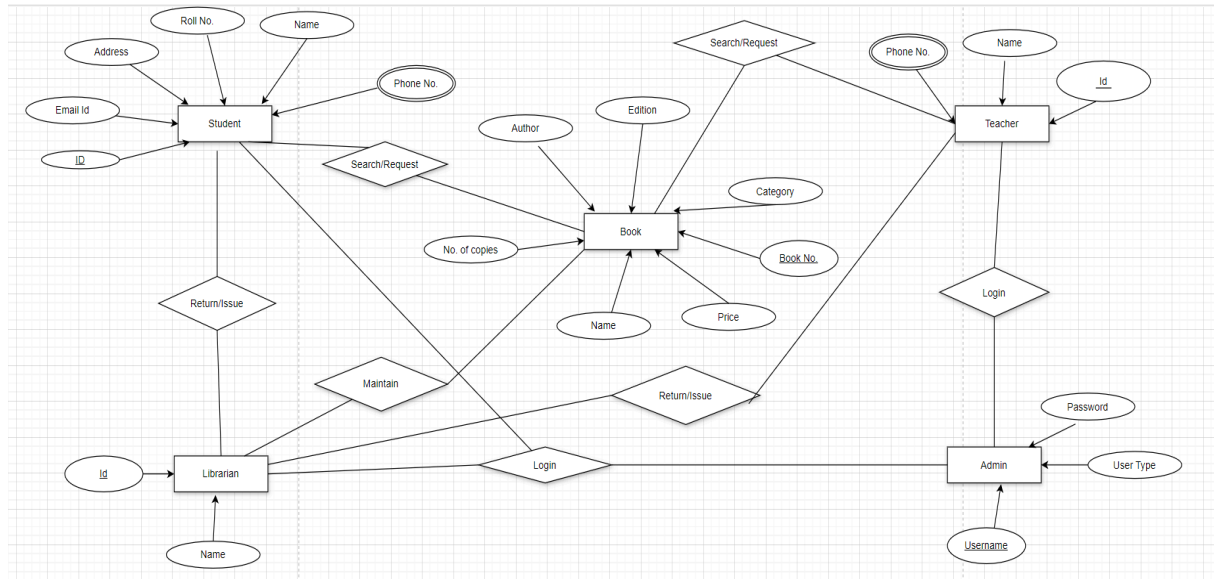 Roll No.
Name
Address
Phone No.
Email Id
Student
ID
Search/Request
Search/Request
Phone No.
Name
Id
Teacher
Author
Edition
Category
Book
No. of copies
Book No.
Name
Price
Return/Issue
Login
Maintain
Return/Issue
Password
Id
Librarian
Login
Admin
User Type
Name
Username